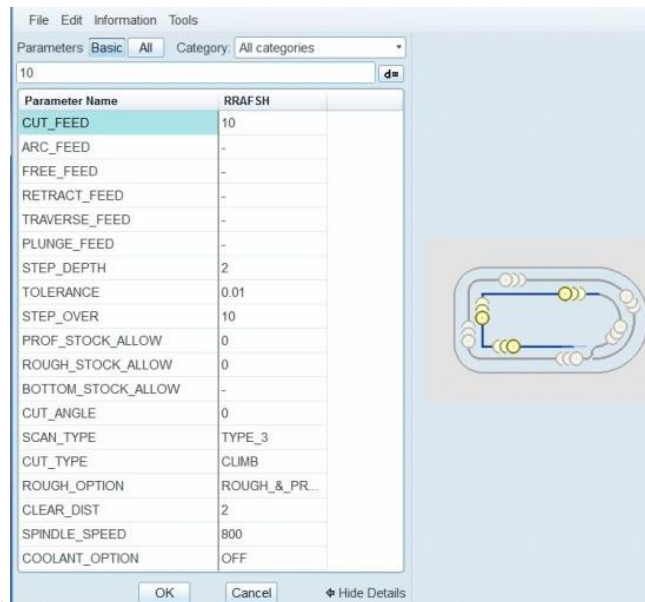 File Edit Information Tools
Parameters Basic All Category: All categories
10 d=
Parameter Name RRAFSH
CUT_FEED 10
ARC_FEED -
FREE_FEED -
RETRACT_FEED -
TRAVERSE_FEED -
PLUNGE_FEED -
STEP_DEPTH 2
TOLERANCE 0.01
STEP_OVER 10
PROF_STOCK_ALLOW 0
ROUGH_STOCK_ALLOW 0
BOTTOM_STOCK_ALLOW -
CUT_ANGLE 0
SCAN_TYPE TYPE_3
CUT_TYPE CLIMB
ROUGH_OPTION ROUGH_&_PR...
CLEAR_DIST 2
SPINDLE_SPEED 800
COOLANT_OPTION OFF
OK Cancel Hide Details